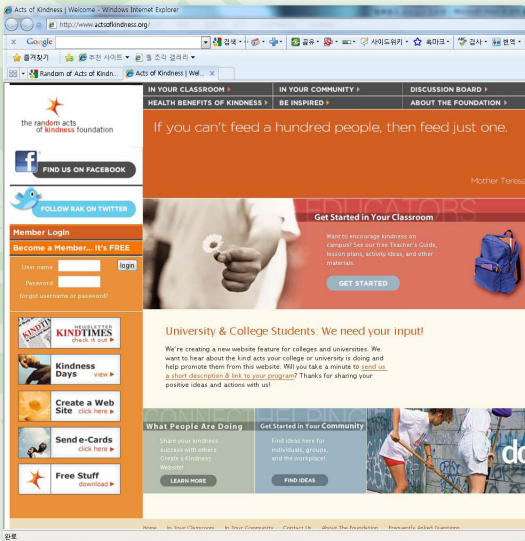 Acts of Kindness | Welcome - Windows Internet Explorer
http://www.actsofkindness.org/
x Google
검색
공유
사이드위키
북마크
검사
번역
즐겨찾기
추천 사이트
웹 조각 갤러리
Random of Acts of Kindn...
Acts of Kindness | Wel...
the random acts
of kindness foundation
IN YOUR CLASSROOM
IN YOUR COMMUNITY
DISCUSSION BOARD
HEALTH BENEFITS OF KINDNESS
BE INSPIRED
ABOUT THE FOUNDATION
If you can't feed a hundred people, then feed just one.
Mother Teresa
FIND US ON FACEBOOK
FOLLOW RAK ON TWITTER
Member Login
Become a Member... It's FREE
User name
login
Password
forgot username or password?
EDUCATORS
Get Started in Your Classroom
Want to encourage kindness on
campus? See our free Teacher's Guide,
lesson plans, activity ideas, and other
materials.
GET STARTED
NEWSLETTER
KINDTIMES
check it out
Kindness
Days view
Create a Web
Site click here
Send e-Cards
click here
Free Stuff
download
University & College Students: We need your input!
We're creating a new website feature for colleges and universities. We
want to hear about the kind acts your college or university is doing and
help promote them from this website. Will you take a minute to send us
a short description & link to your program? Thanks for sharing your
positive ideas and actions with us!
CONNECT
HELPING
What People Are Doing
Share your kindness
success with others
Create a Kindness
Website!
LEARN MORE
Get Started in Your Community
Find ideas here for
individuals, groups,
and the workplace!
FIND IDEAS
do
Home In Your Classroom In Your Community Contact Us About The Foundation Frequently Asked Questions
완료